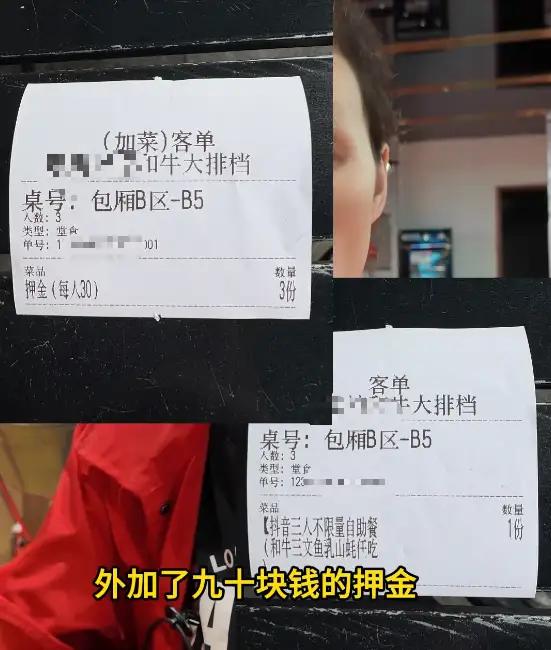 (加菜)客单
和牛大排档
桌号: 包厢B区-B5
人数: 3
类型: 堂食
单号: 1 001
菜品 数量
押金(每人30) 3份
客单
牛大排档
桌号: 包厢B区-B5
人数: 3
类型: 堂食
单号: 123
菜品 数量
【抖音三人不限量自助餐 1份
(和牛三文鱼乳山蚝仟吃
LO
外加了九十块钱的押金